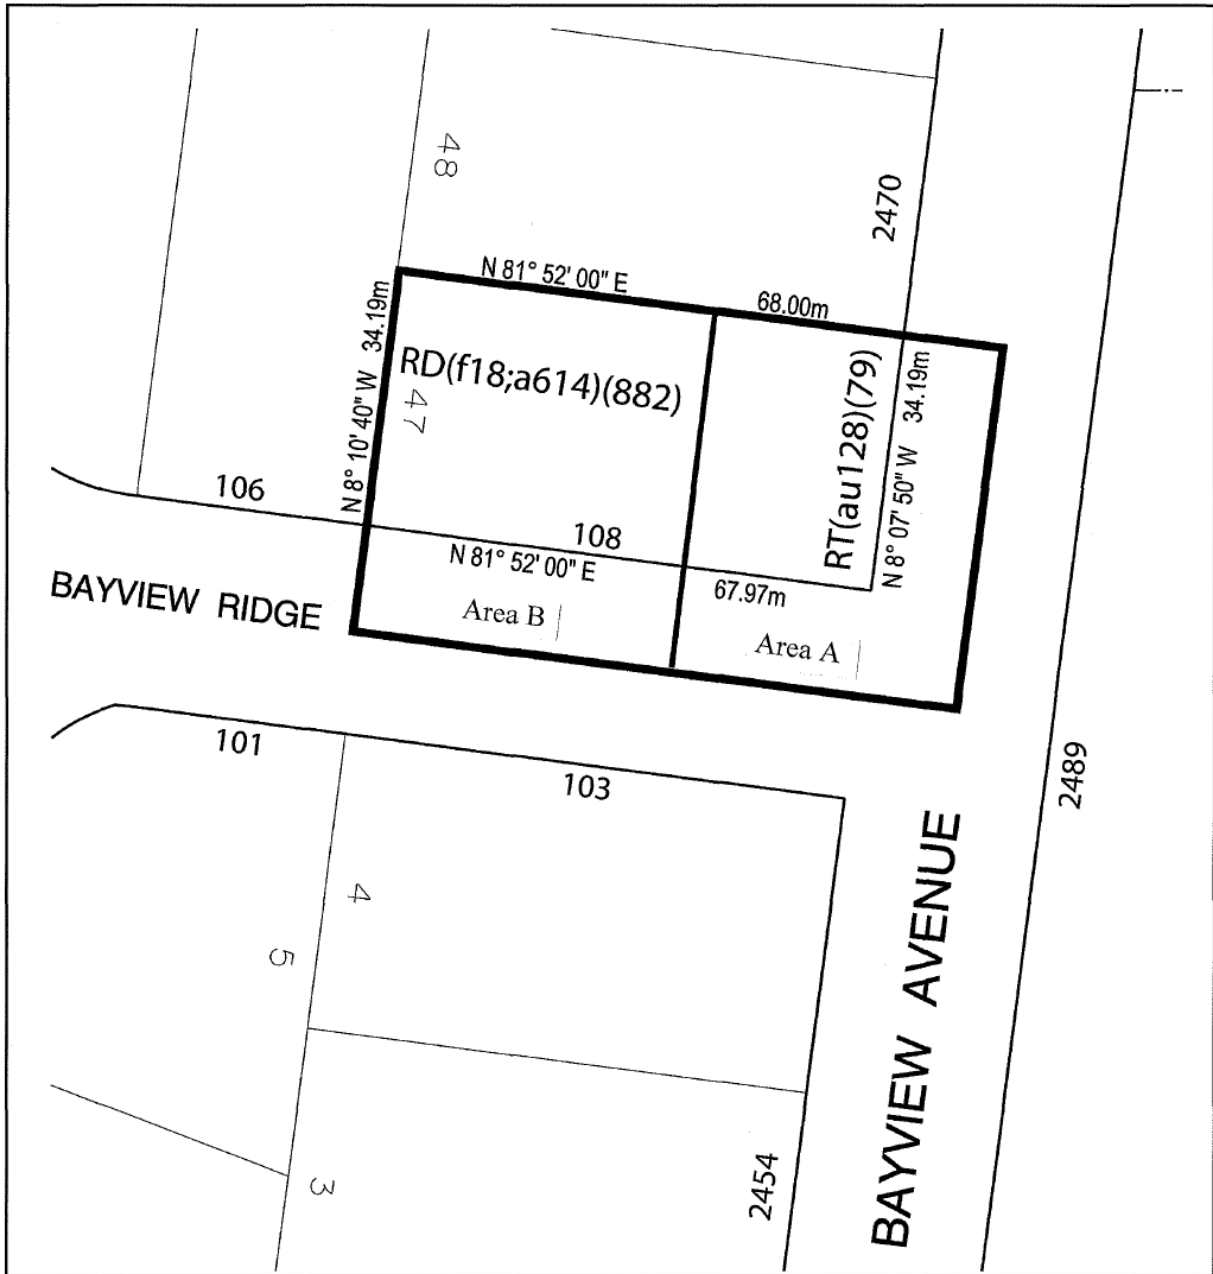 48
2470
N 81° 52' 00" E
68.00m
N 8° 10' 40" W 34.19m
RD(f18;a614)(882)
47
RT(au128)(79)
N 8° 07' 50" W 34.19m
106
108
N 81° 52' 00" E
67.97m
BAYVIEW RIDGE
Area B
Area A
101
103
2489
4
5
BAYVIEW AVENUE
3
2454